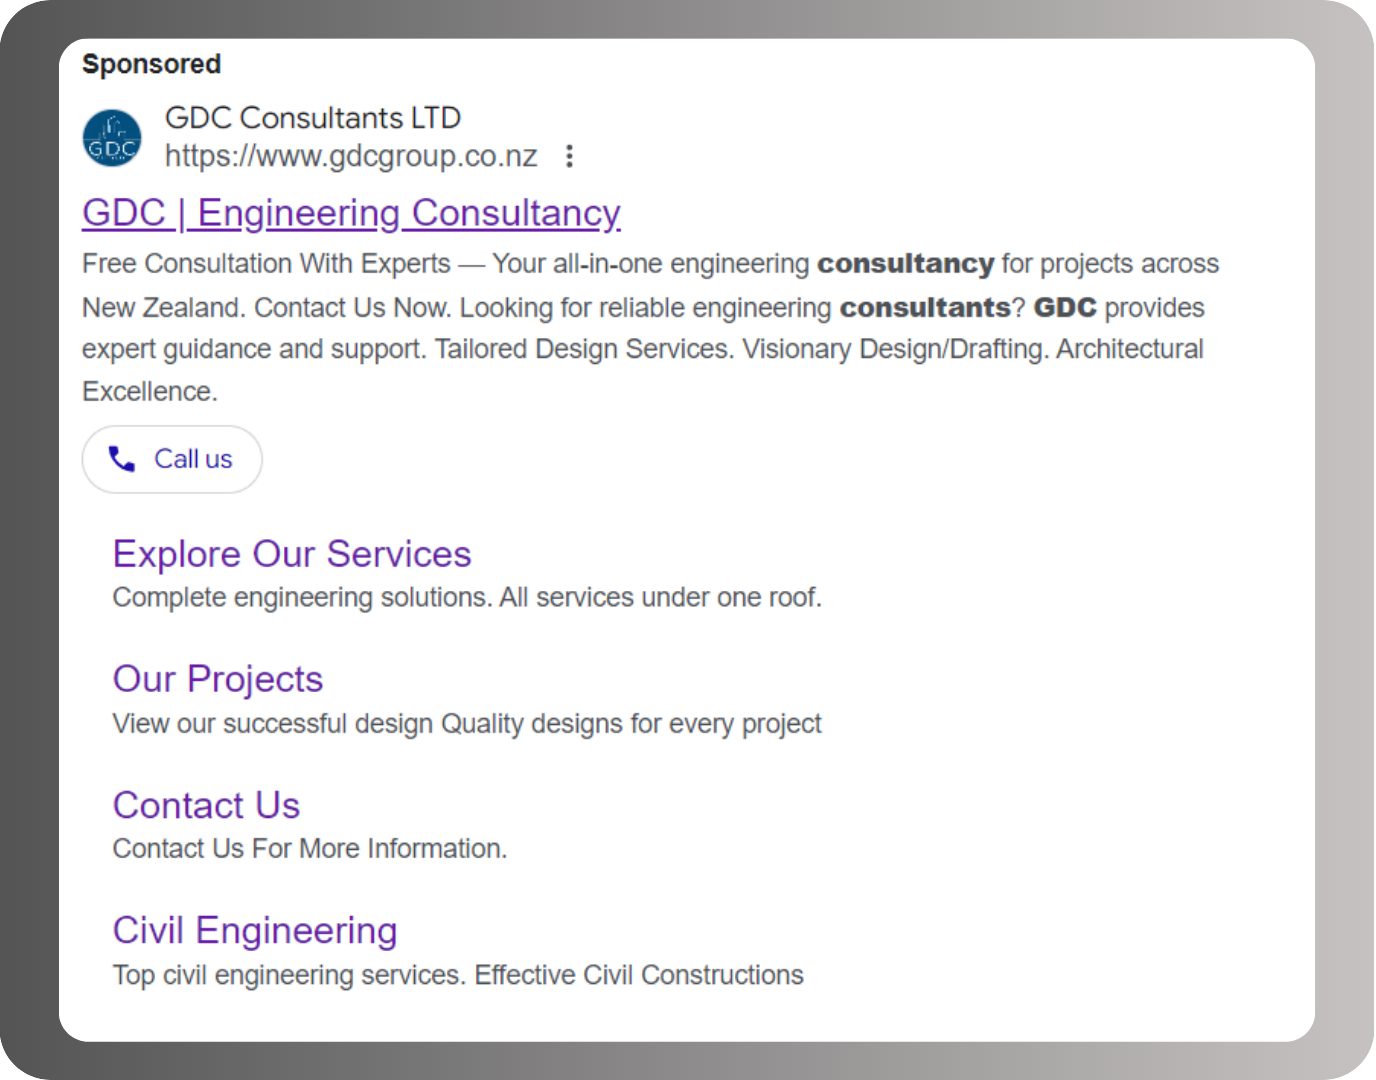 Sponsored
GDC
GDC Consultants LTD
https://www.gdcgroup.co.nz
GDC | Engineering Consultancy
Free Consultation With Experts — Your all-in-one engineering consultancy for projects across
New Zealand. Contact Us Now. Looking for reliable engineering consultants? GDC provides
expert guidance and support. Tailored Design Services. Visionary Design/Drafting. Architectural
Excellence.
Call us
Explore Our Services
Complete engineering solutions. All services under one roof.
Our Projects
View our successful design Quality designs for every project
Contact Us
Contact Us For More Information.
Civil Engineering
Top civil engineering services. Effective Civil Constructions